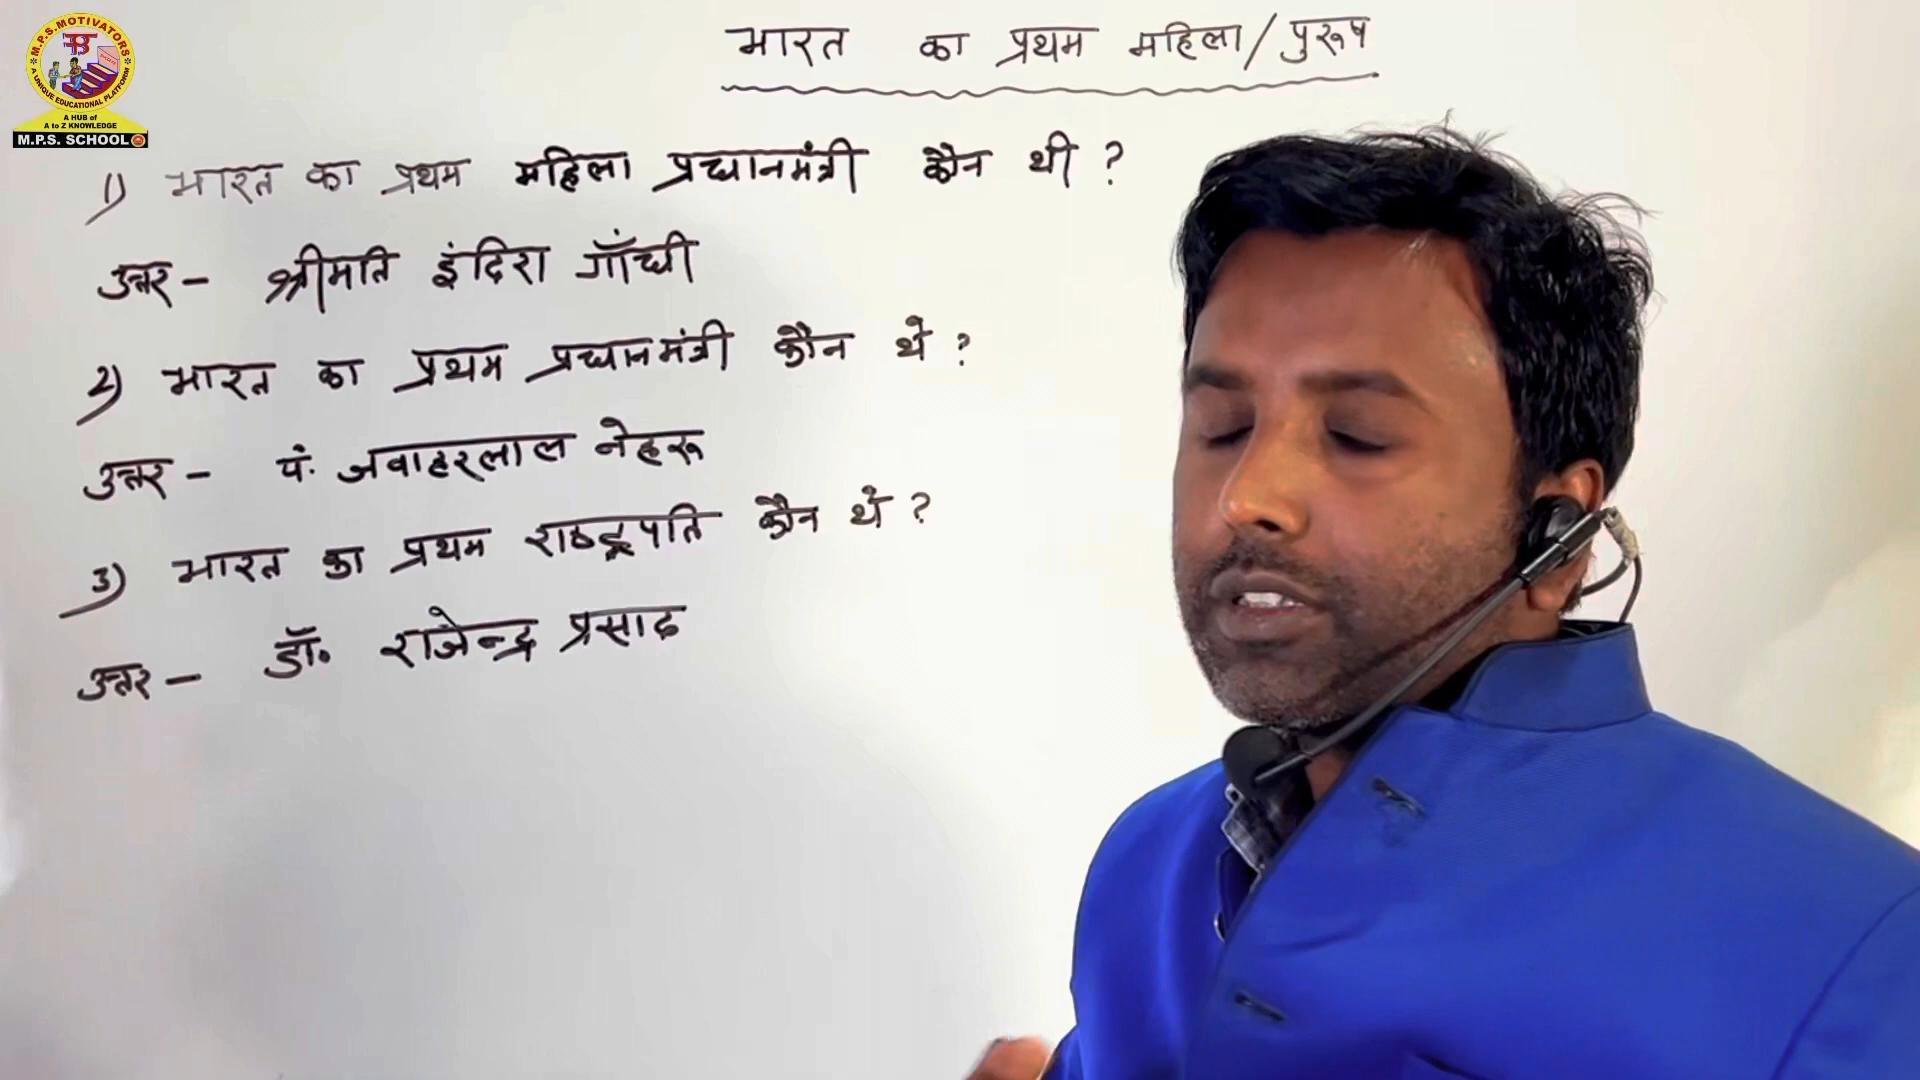 M.P.S. MOTIVATORS
A UNIQUE EDUCATIONAL PLATFORM
A HUB of
A to Z KNOWLEDGE
M.P.S. SCHOOL
भारत का प्रथम महिला/पुरूष
1) भारत का प्रथम महिला प्रधानमंत्री कौन थी ?
उत्तर - श्रीमति इंदिरा गाँधी
2) भारत का प्रथम प्रधानमंत्री कौन थे ?
उत्तर - पं. जवाहरलाल नेहरू
3) भारत का प्रथम राष्ट्रपति कौन थे ?
उत्तर - डॉ. राजेन्द्र प्रसाद